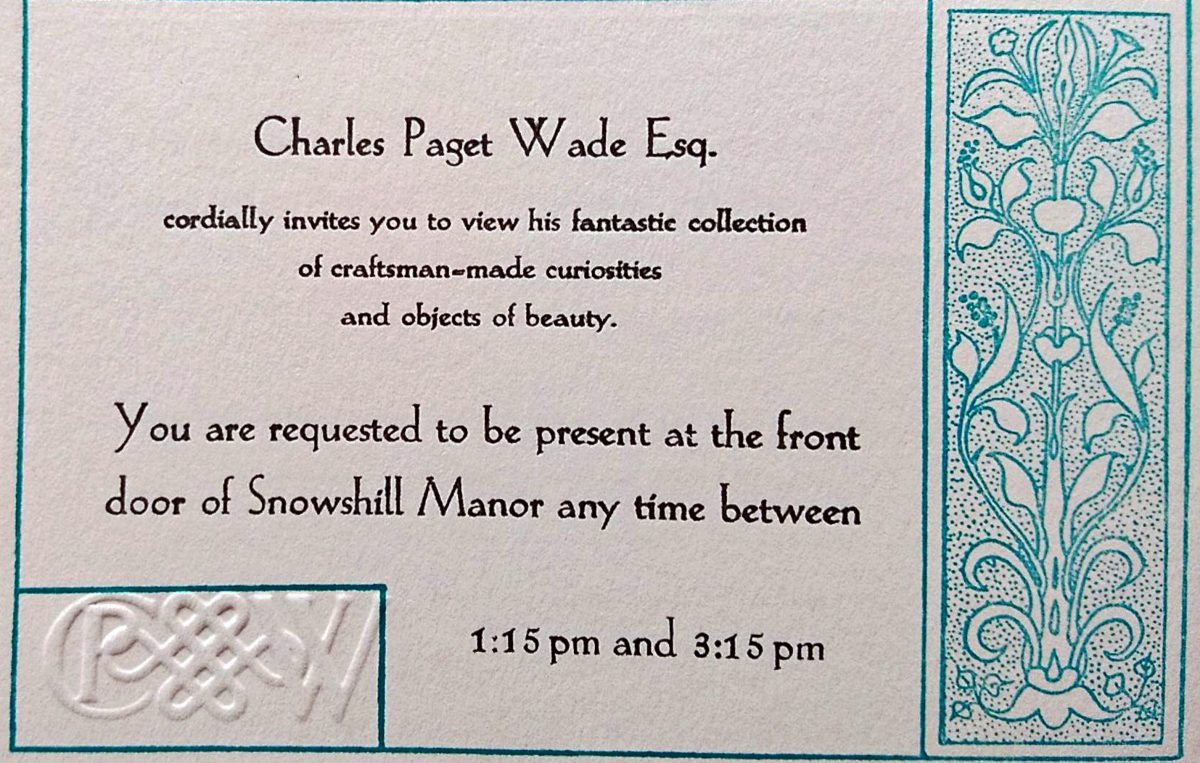 Charles Paget Wade Esq.
cordially invites you to view his fantastic collection
of craftsman-made curiosities
and objects of beauty.
You are requested to be present at the front
door of Snowshill Manor any time between
1:15 pm and 3:15 pm
CPW